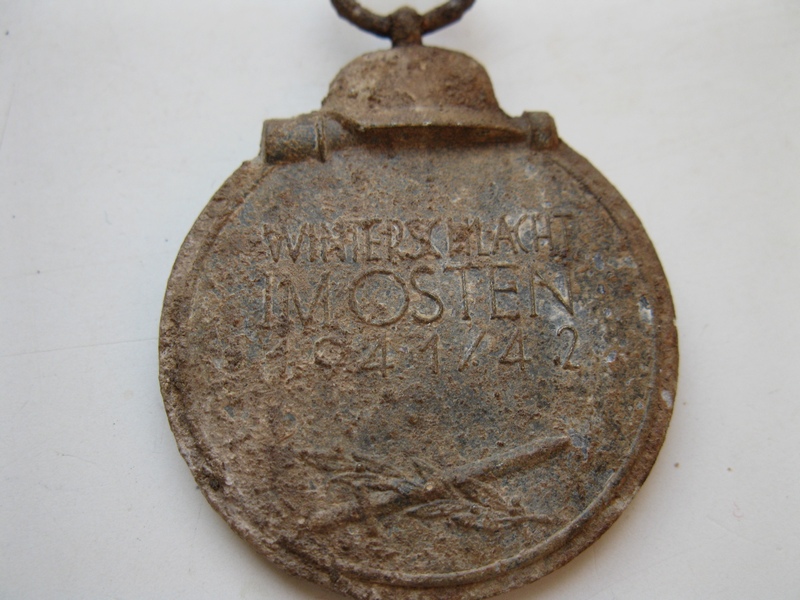 WINTERSCHLACHT
IM OSTEN
1941/42